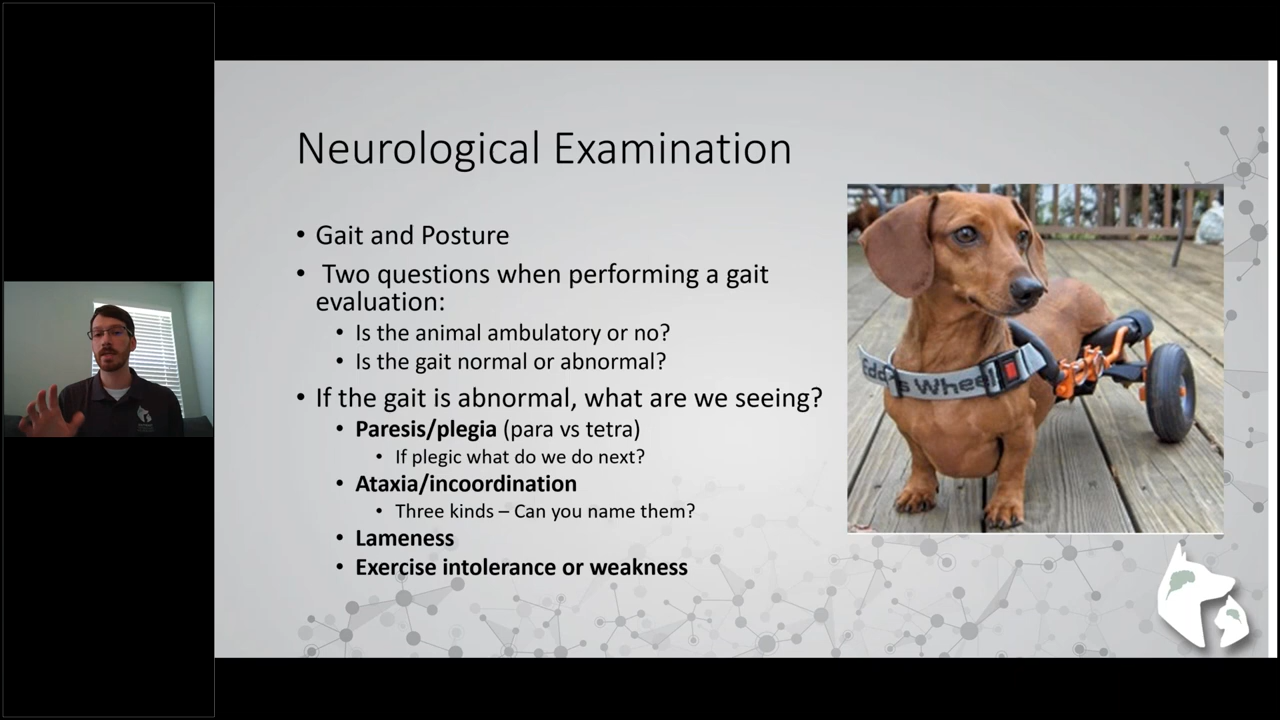 Neurological Examination
• Gait and Posture
• Two questions when performing a gait
evaluation:
• Is the animal ambulatory or no?
• Is the gait normal or abnormal?
• If the gait is abnormal, what are we seeing?
• Paresis/plegia (para vs tetra)
• If plegic what do we do next?
• Ataxia/incoordination
• Three kinds – Can you name them?
• Lameness
• Exercise intolerance or weakness
Wheel